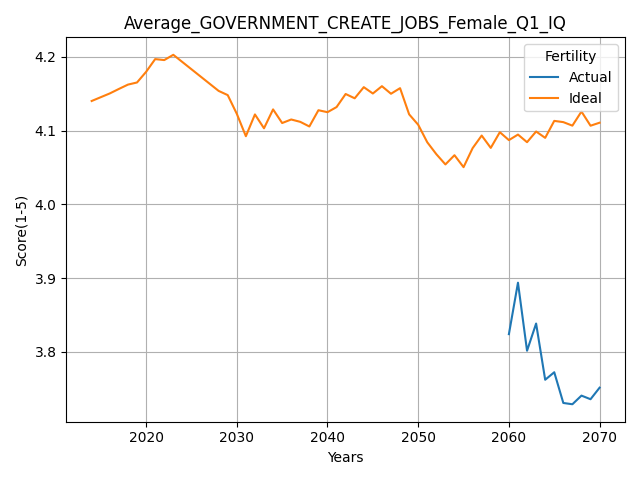 Average_GOVERNMENT_CREATE_JOBS_Female_Q1_IQ
Fertility
Actual
Ideal
Score(1-5)
4.2
4.1
4.0
3.9
3.8
2020 2030 2040 2050 2060 2070
Years